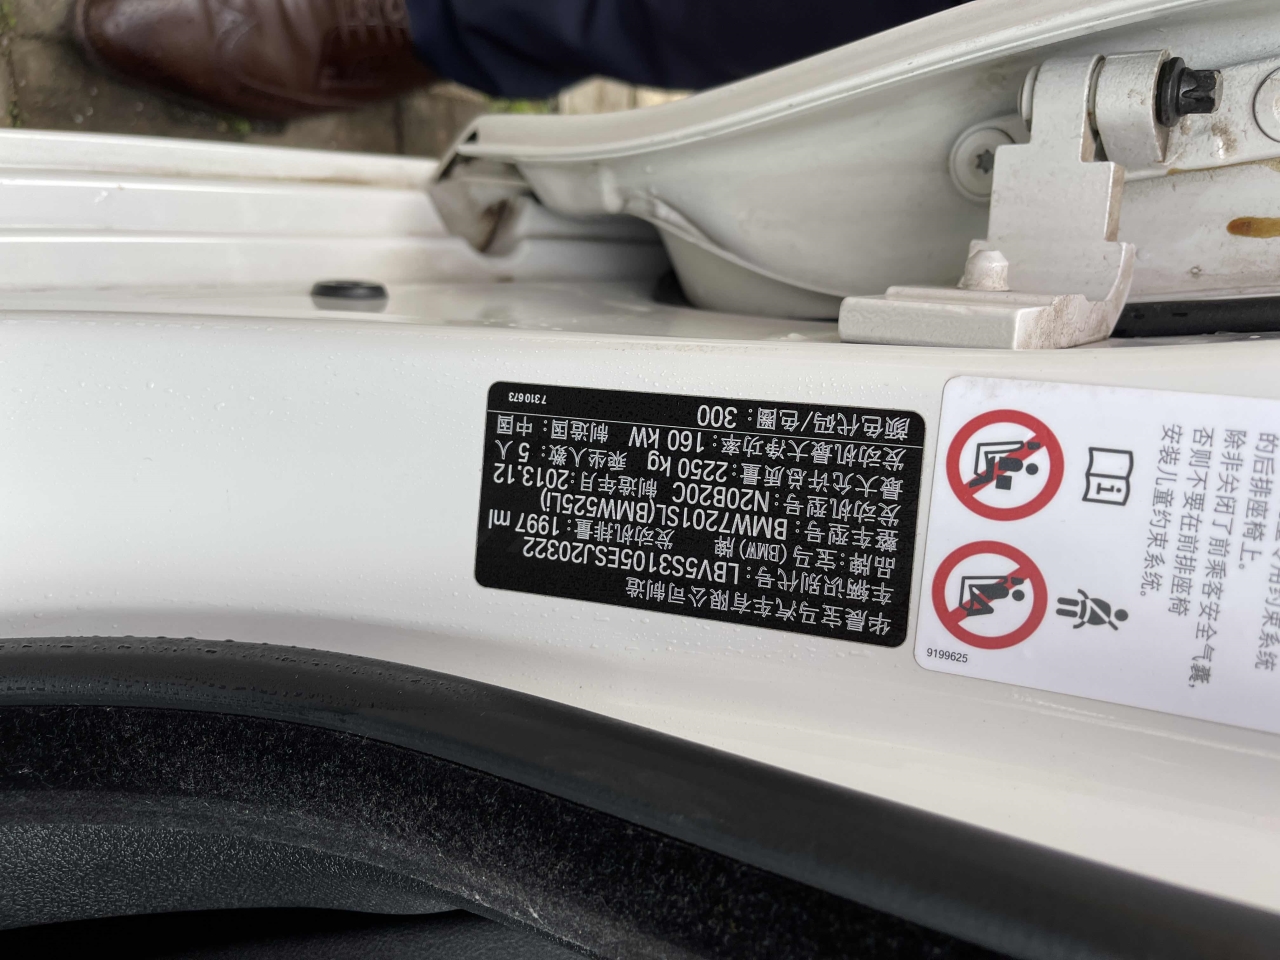 华晨宝马汽车有限公司制造
车辆识别代号：LBV5S3105ESJ20322
品牌：宝马（BMW）牌 发动机排量：1997 ml
整车型号：BMW7201SL(BMW525Li)
发动机型号：N20B20C 制造年月：2013.12
最大允许总质量：2250 kg 乘坐人数：5 人
发动机最大净功率：160 kW 制造国：中国
颜色代码/色圈：300
7310673
的后排座椅上。
除非关闭了前乘客安全气囊，
否则不要在前排座椅
安装儿童约束系统。
9199625